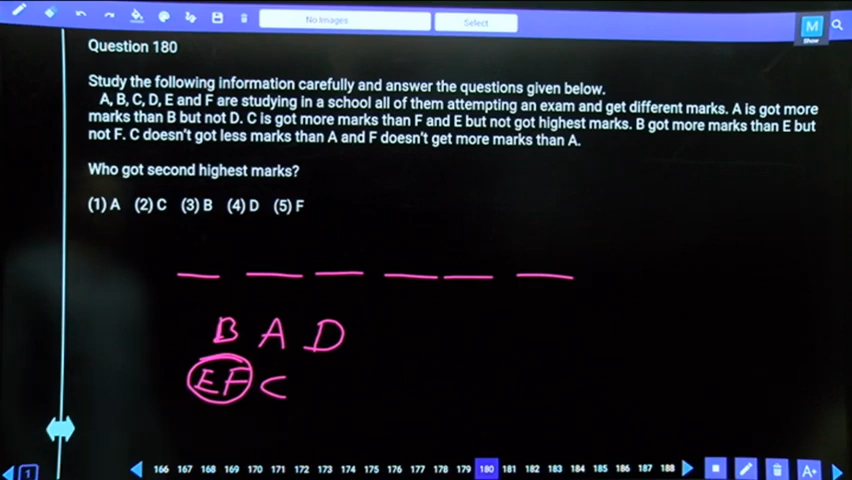 No Images
Select
M
Show
Question 180
Study the following information carefully and answer the questions given below.
A, B, C, D, E and F are studying in a school all of them attempting an exam and get different marks. A is got more
marks than B but not D. C is got more marks than F and E but not got highest marks. B got more marks than E but
not F. C doesn't got less marks than A and F doesn't get more marks than A.
Who got second highest marks?
(1) A (2) C (3) B (4) D (5) F
B A D
EF C
1 166 167 168 169 170 171 172 173 174 175 176 177 178 179 180 181 182 183 184 185 186 187 188 A+